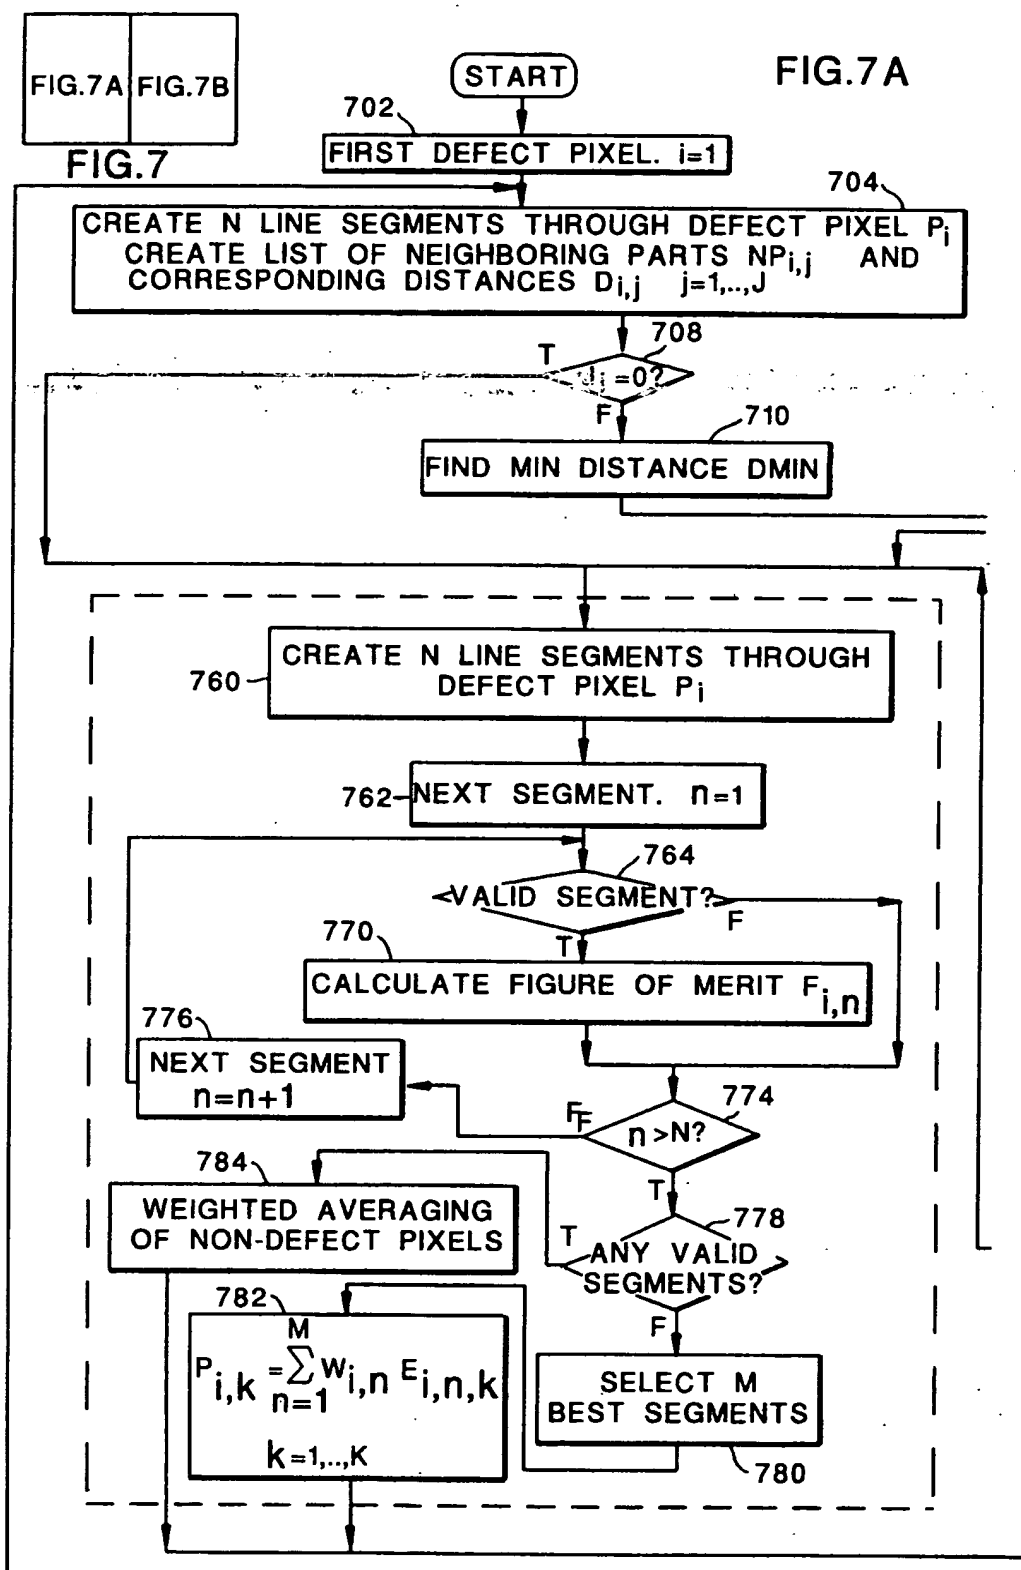 FIG.7A FIG.7B
FIG.7
START
FIG.7A
702
FIRST DEFECT PIXEL. i=1
704
CREATE N LINE SEGMENTS THROUGH DEFECT PIXEL Pi
CREATE LIST OF NEIGHBORING PARTS NPi,j AND
CORRESPONDING DISTANCES Di,j j=1,..,J
708
T
=0?
F
710
FIND MIN DISTANCE DMIN
760
CREATE N LINE SEGMENTS THROUGH
DEFECT PIXEL Pi
762
NEXT SEGMENT. n=1
764
VALID SEGMENT?
F
T
770
CALCULATE FIGURE OF MERIT Fi,n
776
NEXT SEGMENT
n=n+1
774
F
F
n>N?
T
784
WEIGHTED AVERAGING
OF NON-DEFECT PIXELS
778
T
ANY VALID
SEGMENTS?
F
782
M
Pi,k = ∑ Wi,n Ei,n,k
n=1
k=1,..,K
SELECT M
BEST SEGMENTS
780